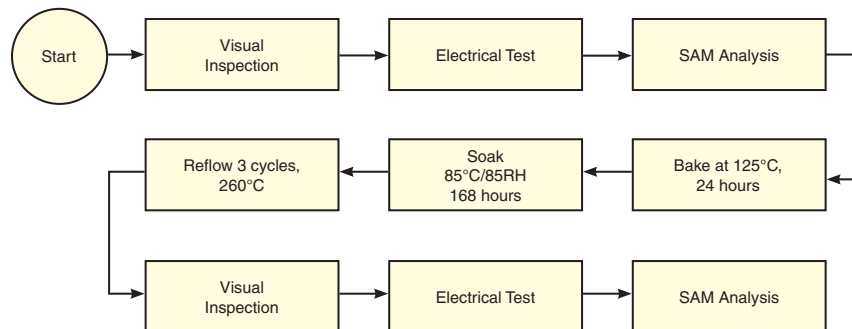 Start
Visual
Inspection
Electrical Test
SAM Analysis
Bake at 125°C,
24 hours
Soak
85°C/85RH
168 hours
Reflow 3 cycles,
260°C
Visual
Inspection
Electrical Test
SAM Analysis